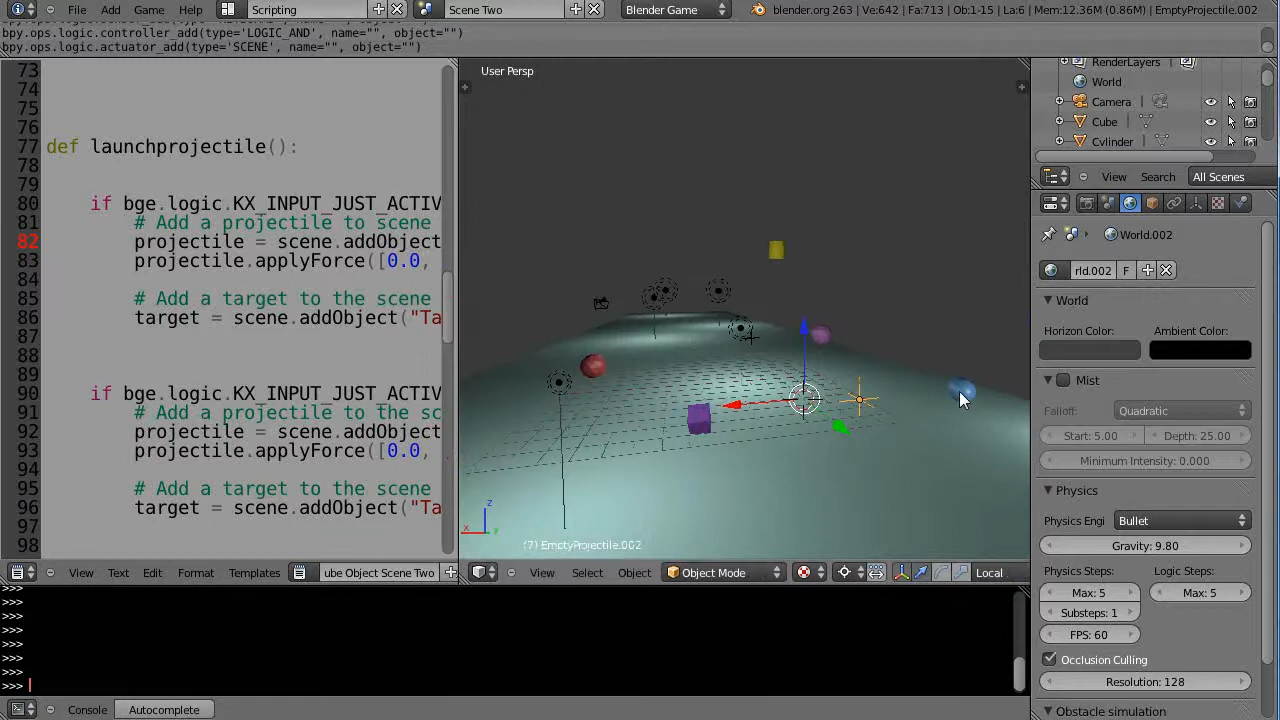 File Add Game Help Scripting Scene Two Blender Game blender.org 263 | Ve:642 | Fa:713 | Ob:1-15 | La:6 | Mem:12.36M (0.86M) | EmptyProjectile.002
bpy.ops.logic.controller_add(type='LOGIC_AND', name="", object="")
bpy.ops.logic.actuator_add(type='SCENE', name="", object="")
73
74
75
76
77 def launchprojectile():
78
79
80 if bge.logic.KX_INPUT_JUST_ACTIV
81 # Add a projectile to scene
82 projectile = scene.addObject
83 projectile.applyForce([0.0,
84
85 # Add a target to the scene
86 target = scene.addObject("Ta
87
88
89
90 if bge.logic.KX_INPUT_JUST_ACTIV
91 # Add a projectile to the sc
92 projectile = scene.addObject
93 projectile.applyForce([0.0,
94
95 # Add a target to the scene
96 target = scene.addObject("Ta
97
98
View Text Edit Format Templates ube Object Scene Two
User Persp
x y z
(7) EmptyProjectile.002
View Select Object Object Mode Local
>>>
>>>
>>>
>>>
>>>
>>>
>>>
>>>
Console Autocomplete
RenderLayers
World
Camera
Cube
Cylinder
View Search All Scenes
World.002
rld.002 F
World
Horizon Color: Ambient Color:
Mist
Falloff: Quadratic
Start: 5.00 Depth: 25.00
Minimum Intensity: 0.000
Physics
Physics Engi Bullet
Gravity: 9.80
Physics Steps: Logic Steps:
Max: 5 Max: 5
Substeps: 1
FPS: 60
Occlusion Culling
Resolution: 128
Obstacle simulation